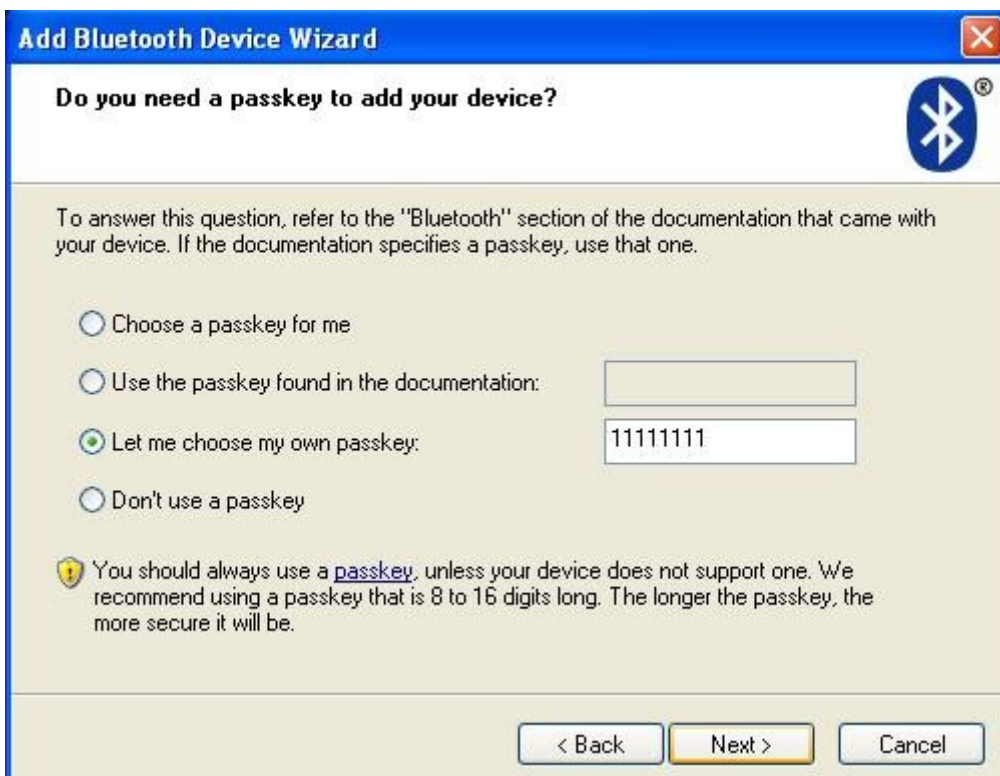 Add Bluetooth Device Wizard
Do you need a passkey to add your device?
®
To answer this question, refer to the "Bluetooth" section of the documentation that came with
your device. If the documentation specifies a passkey, use that one.
Choose a passkey for me
Use the passkey found in the documentation:
Let me choose my own passkey:
11111111
Don't use a passkey
You should always use a passkey, unless your device does not support one. We
recommend using a passkey that is 8 to 16 digits long. The longer the passkey, the
more secure it will be.
< Back
Next >
Cancel